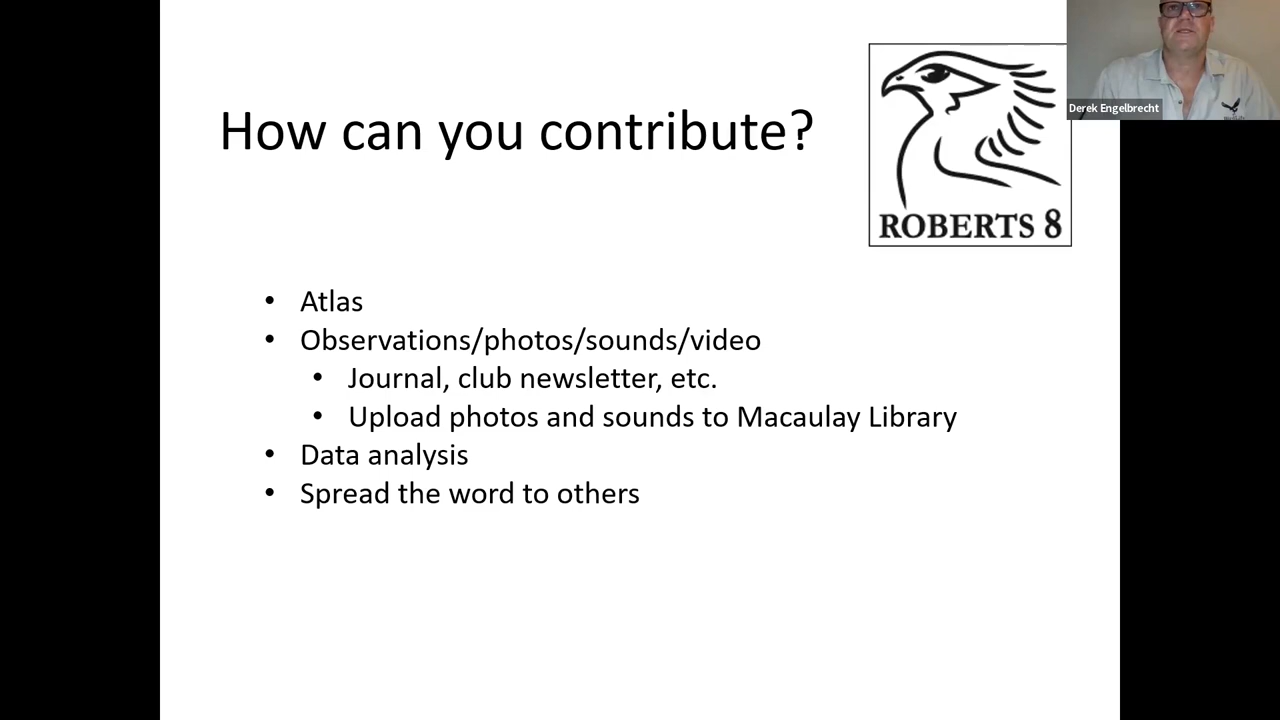 How can you contribute?
ROBERTS 8
Derek Engelbrecht
• Atlas
• Observations/photos/sounds/video
• Journal, club newsletter, etc.
• Upload photos and sounds to Macaulay Library
• Data analysis
• Spread the word to others